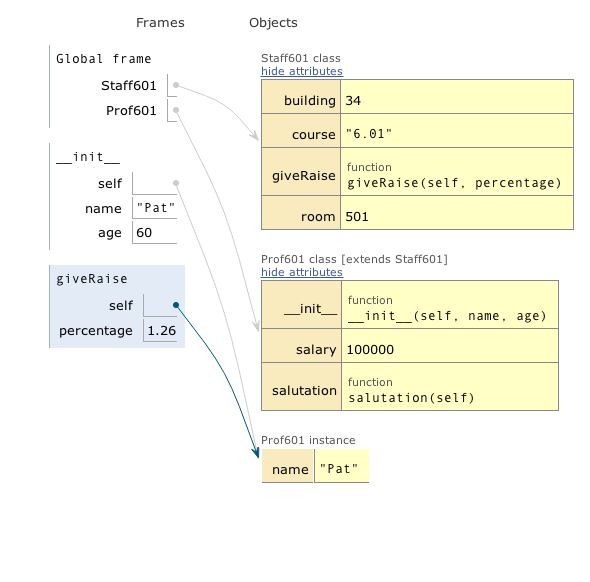 Frames Objects
Global frame
Staff601
Prof601
__init__
self
name "Pat"
age 60
giveRaise
self
percentage 1.26
Staff601 class
hide attributes
building 34
course "6.01"
giveRaise function
giveRaise(self, percentage)
room 501
Prof601 class [extends Staff601]
hide attributes
__init__ function
__init__(self, name, age)
salary 100000
salutation function
salutation(self)
Prof601 instance
name "Pat"